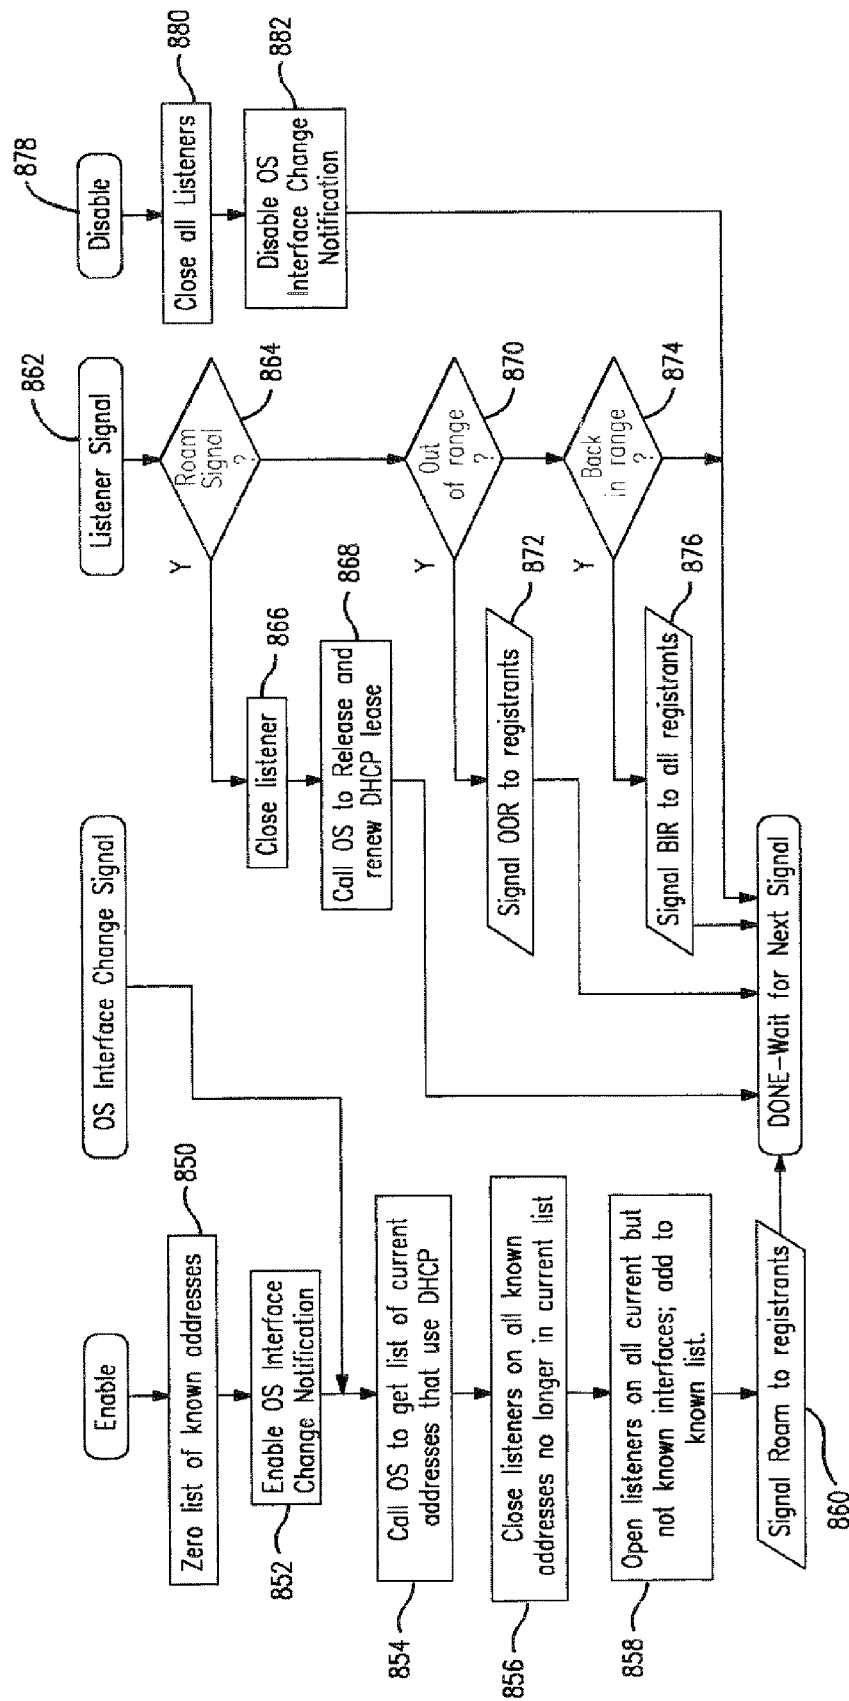 Enable
850
Zero list of known addresses
852
Enable OS Interface
Change Notification
OS Interface Change Signal
854
Call OS to get list of current
addresses that use DHCP
856
Close listeners on all known
addresses no longer in current list
858
Open listeners on all current but
not known interfaces; add to
known list.
Signal Roam to registrants
860
862
Listener Signal
Roam
Signal
?
864
Y
Close listener
866
Call OS to Release and
renew DHCP lease
868
Out
of range
?
870
Y
Signal OOR to registrants
872
Back
in range
?
874
Y
Signal BIR to all registrants
876
878
Disable
880
Close all Listeners
882
Disable OS
Interface Change
Notification
DONE-Wait for Next Signal